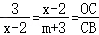 3/(x-2) = (x-2)/(m+3) = OC/CB